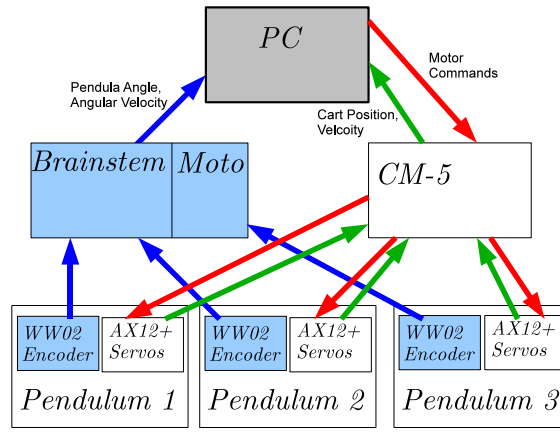 PC
Motor
Commands
Pendula Angle,
Angular Velocity
Cart Position,
Velcoity
Brainstem
Moto
CM-5
WW02
Encoder
AX12+
Servos
Pendulum 1
WW02
Encoder
AX12+
Servos
Pendulum 2
WW02
Encoder
AX12+
Servos
Pendulum 3